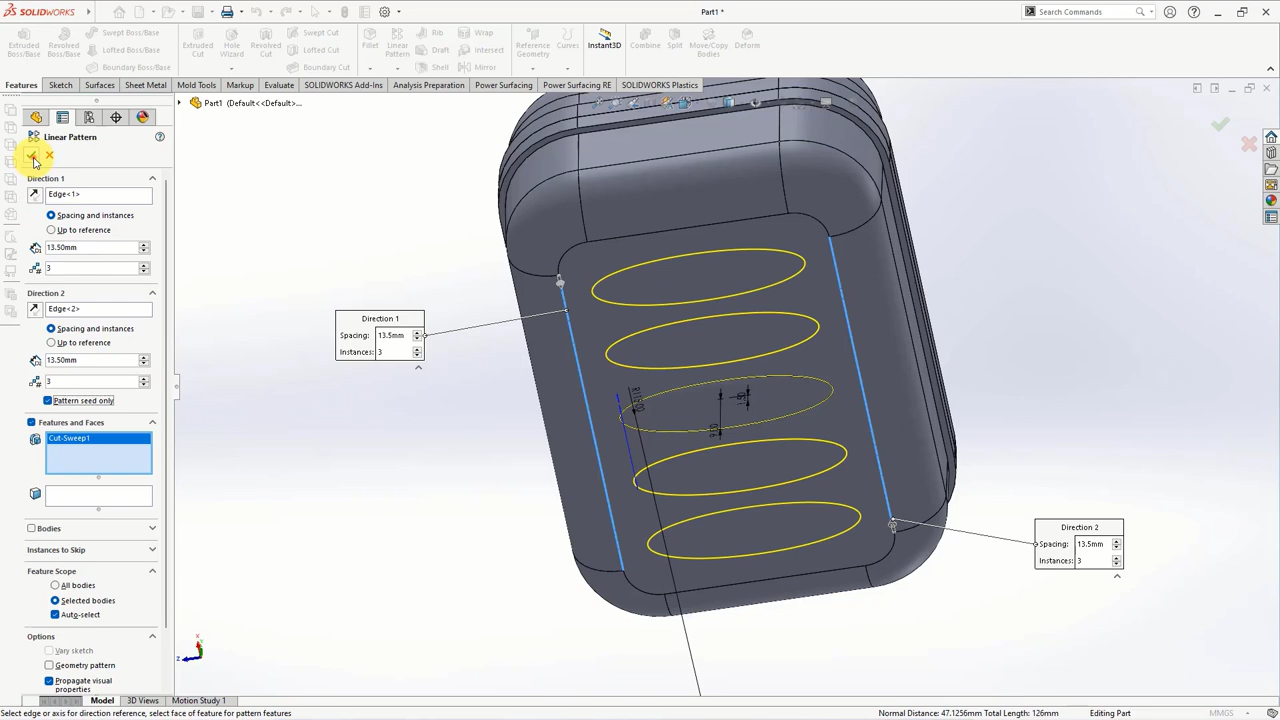 SOLIDWORKS
Part1 *
Search Commands
Extruded Boss/Base
Revolved Boss/Base
Swept Boss/Base
Lofted Boss/Base
Boundary Boss/Base
Extruded Cut
Hole Wizard
Revolved Cut
Swept Cut
Lofted Cut
Boundary Cut
Fillet
Linear Pattern
Rib
Draft
Shell
Wrap
Intersect
Mirror
Reference Geometry
Curves
Instant3D
Combine
Split
Move/Copy Bodies
Deform
Features
Sketch
Surfaces
Sheet Metal
Mold Tools
Markup
Evaluate
SOLIDWORKS Add-Ins
Analysis Preparation
Power Surfacing
Power Surfacing RE
SOLIDWORKS Plastics
Part1 (Default<<Default>...
Linear Pattern
Direction 1
Edge<1>
Spacing and instances
Up to reference
13.50mm
3
Direction 2
Edge<2>
Spacing and instances
Up to reference
13.50mm
3
Pattern seed only
Features and Faces
Cut-Sweep1
Bodies
Instances to Skip
Feature Scope
All bodies
Selected bodies
Auto-select
Options
Vary sketch
Geometry pattern
Propagate visual
properties
Direction 1
Spacing: 13.5mm
Instances: 3
Direction 2
Spacing: 13.5mm
Instances: 3
X
Z
Model
3D Views
Motion Study 1
Select edge or axis for direction reference, select face of feature for pattern features
Normal Distance: 47.1256mm Total Length: 126mm
Editing Part
MMGS